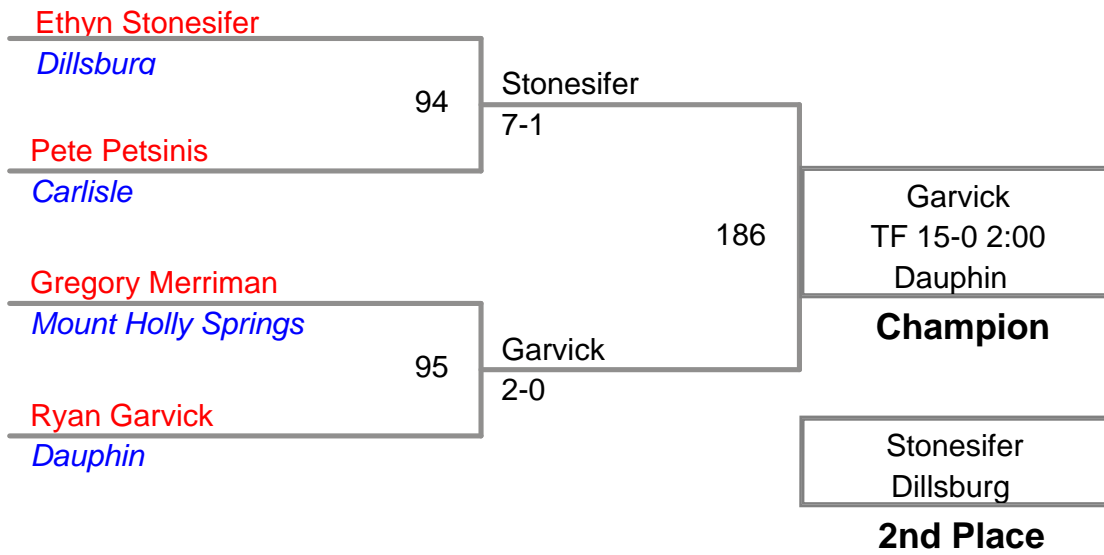 Ethyn Stonesifer
Dillsburg
94
Stonesifer
7-1
Pete Petsinis
Carlisle
186
Garvick
TF 15-0 2:00
Dauphin
Champion
Gregory Merriman
Mount Holly Springs
95
Garvick
2-0
Ryan Garvick
Dauphin
Stonesifer
Dillsburg
2nd Place